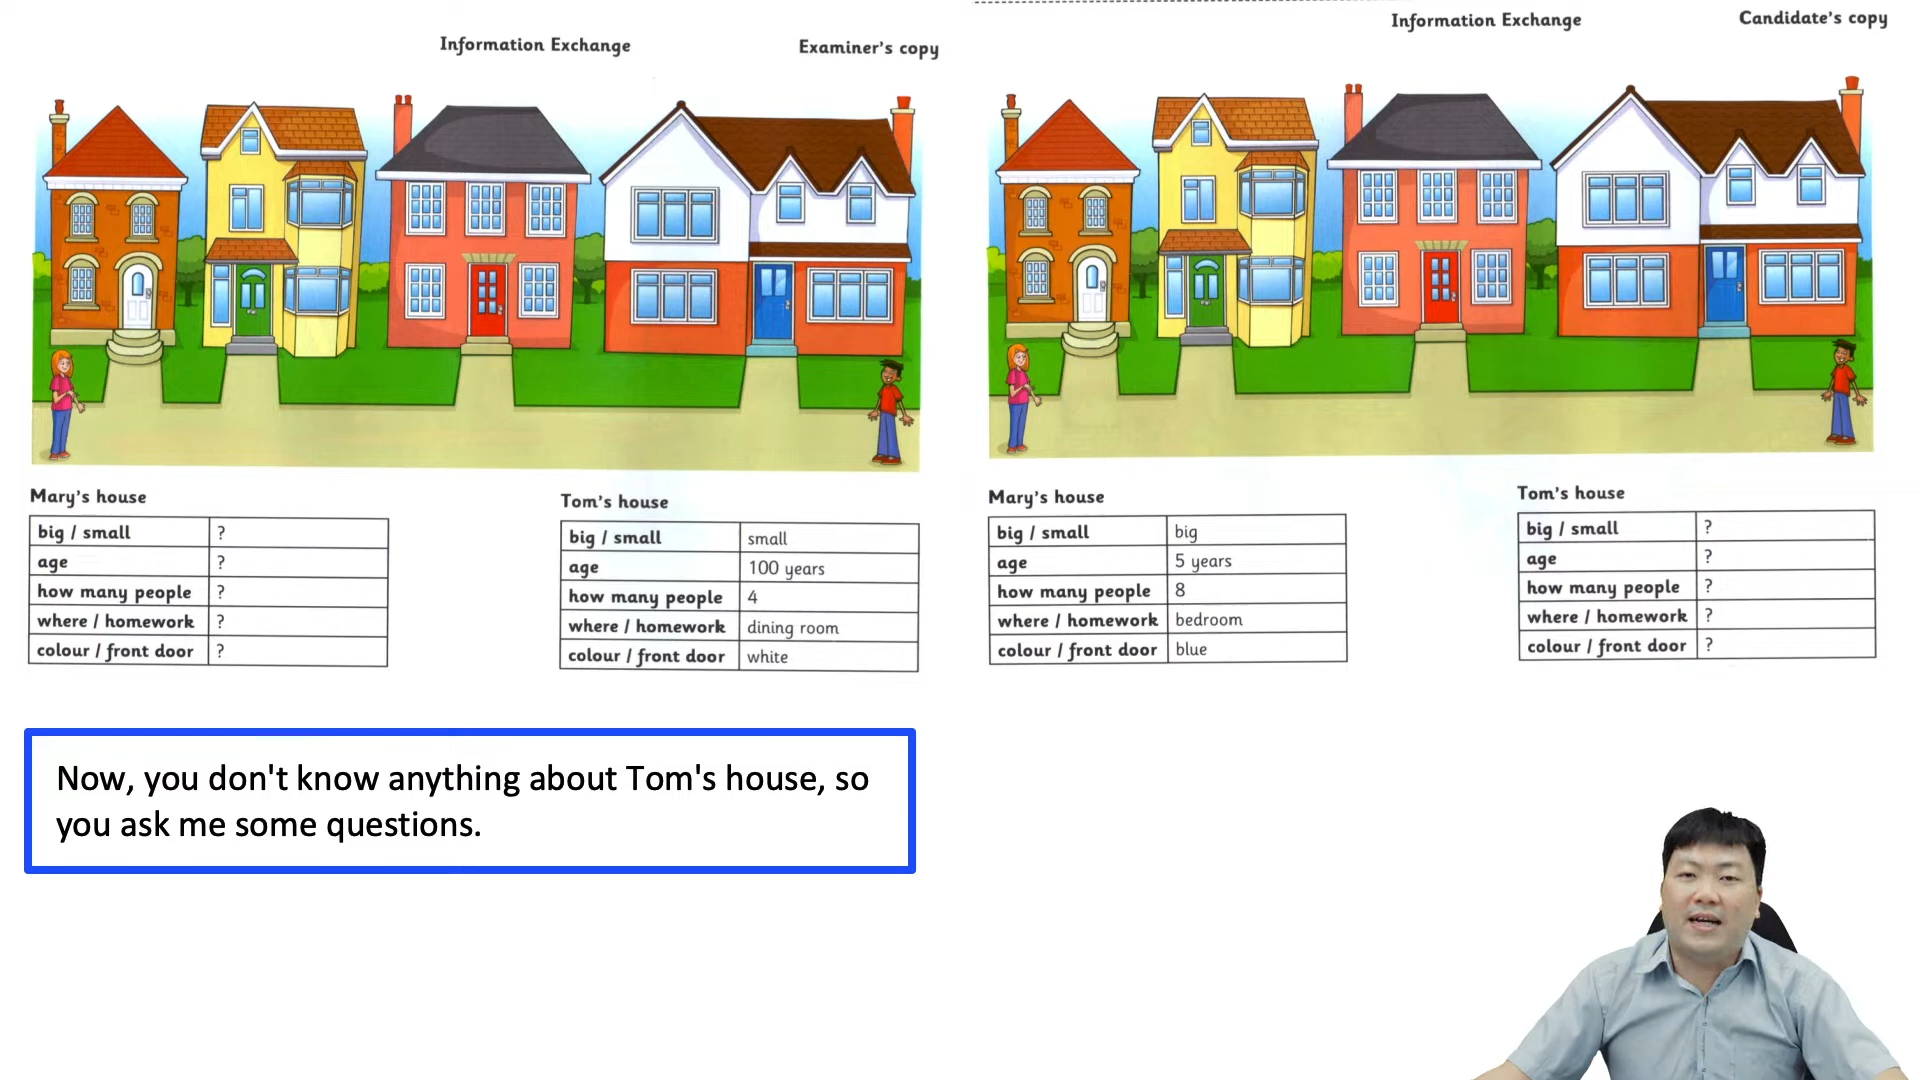 Information Exchange
Examiner's copy
Mary's house
big / small ?
age ?
how many people ?
where / homework ?
colour / front door ?
Tom's house
big / small small
age 100 years
how many people 4
where / homework dining room
colour / front door white
Information Exchange
Candidate's copy
Mary's house
big / small big
age 5 years
how many people 8
where / homework bedroom
colour / front door blue
Tom's house
big / small ?
age ?
how many people ?
where / homework ?
colour / front door ?
Now, you don't know anything about Tom's house, so
you ask me some questions.